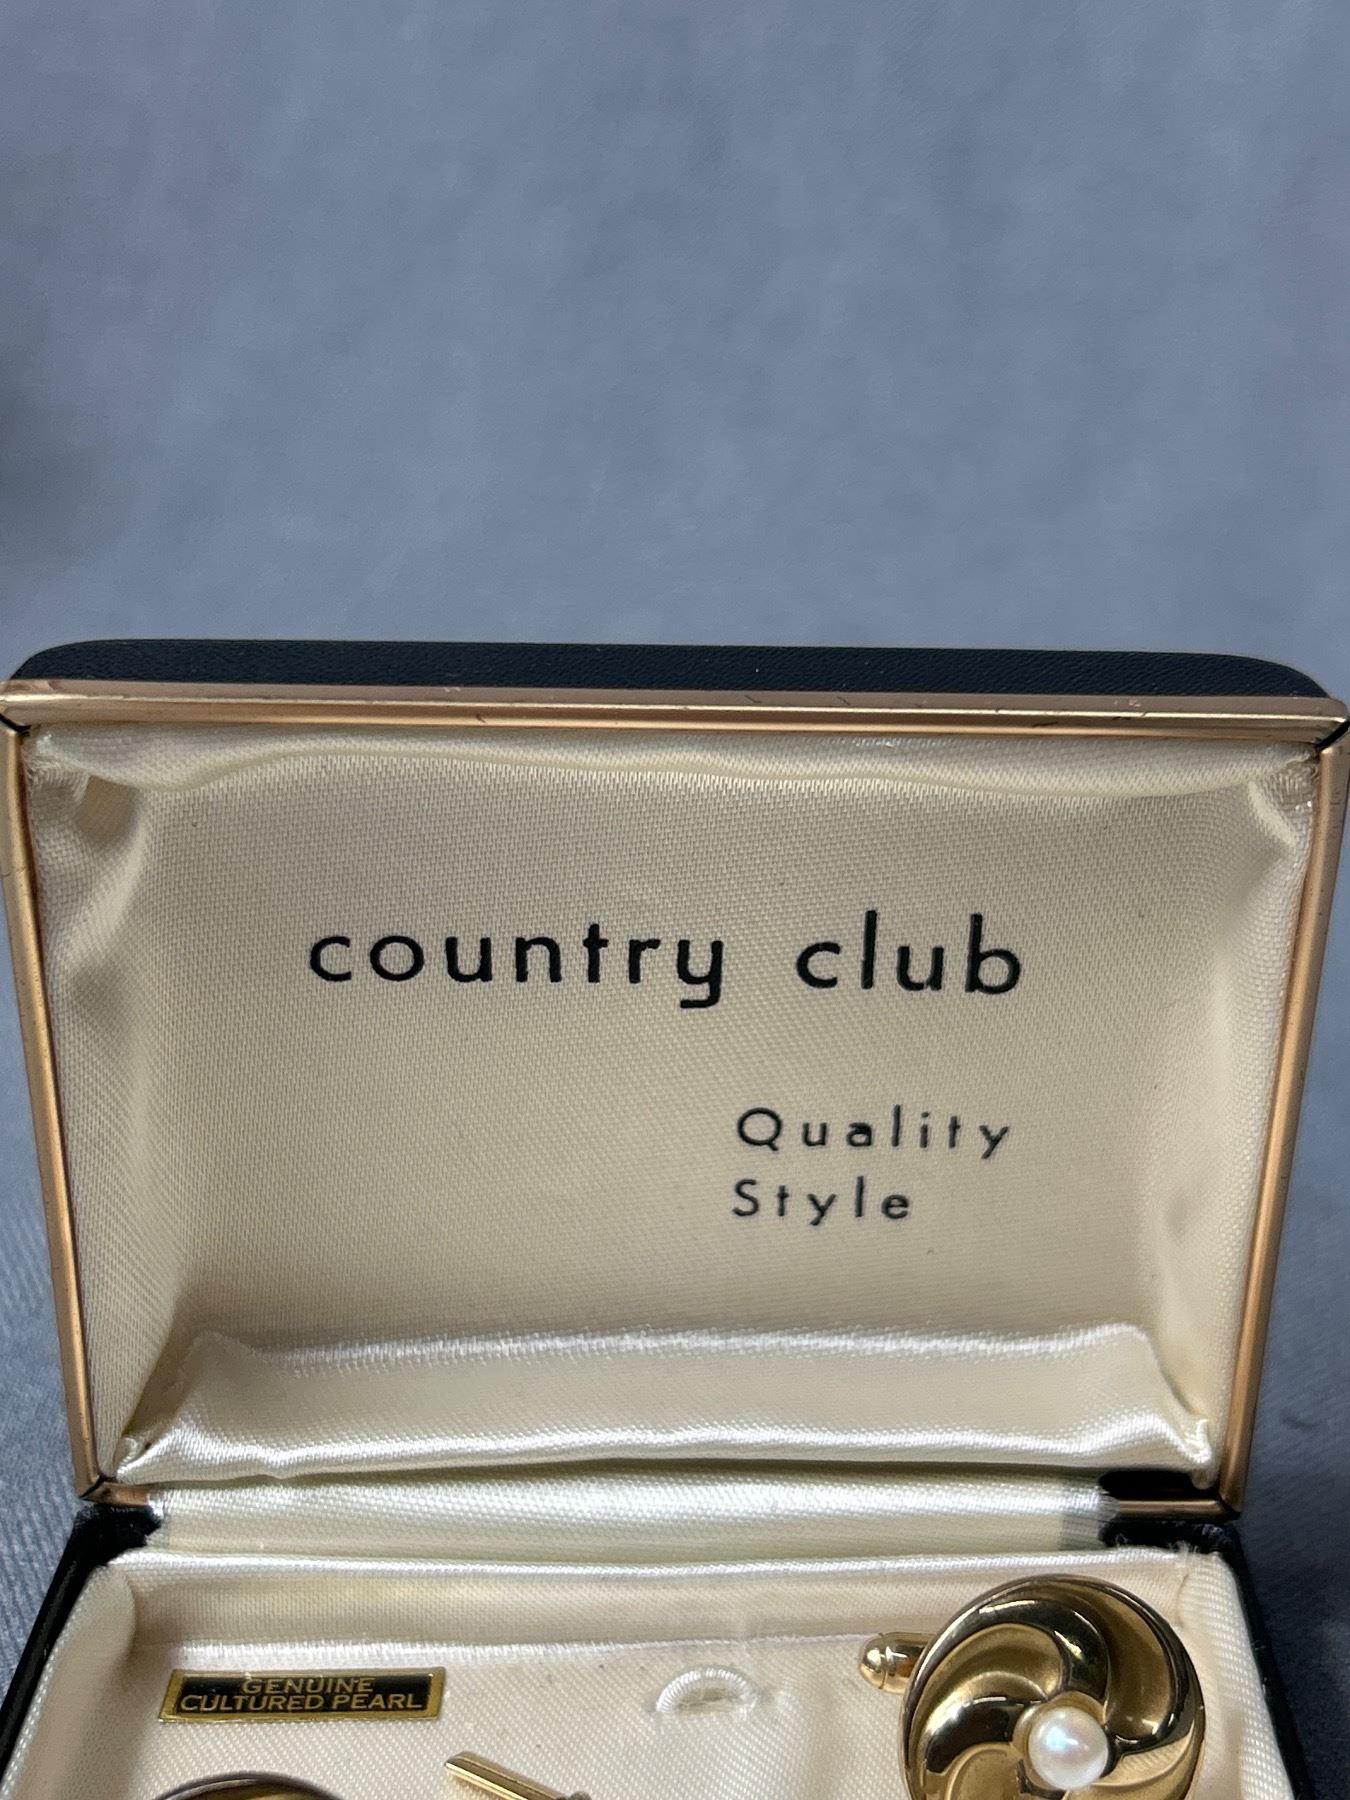 country club
Quality
Style
GENUINE
CULTURED PEARL